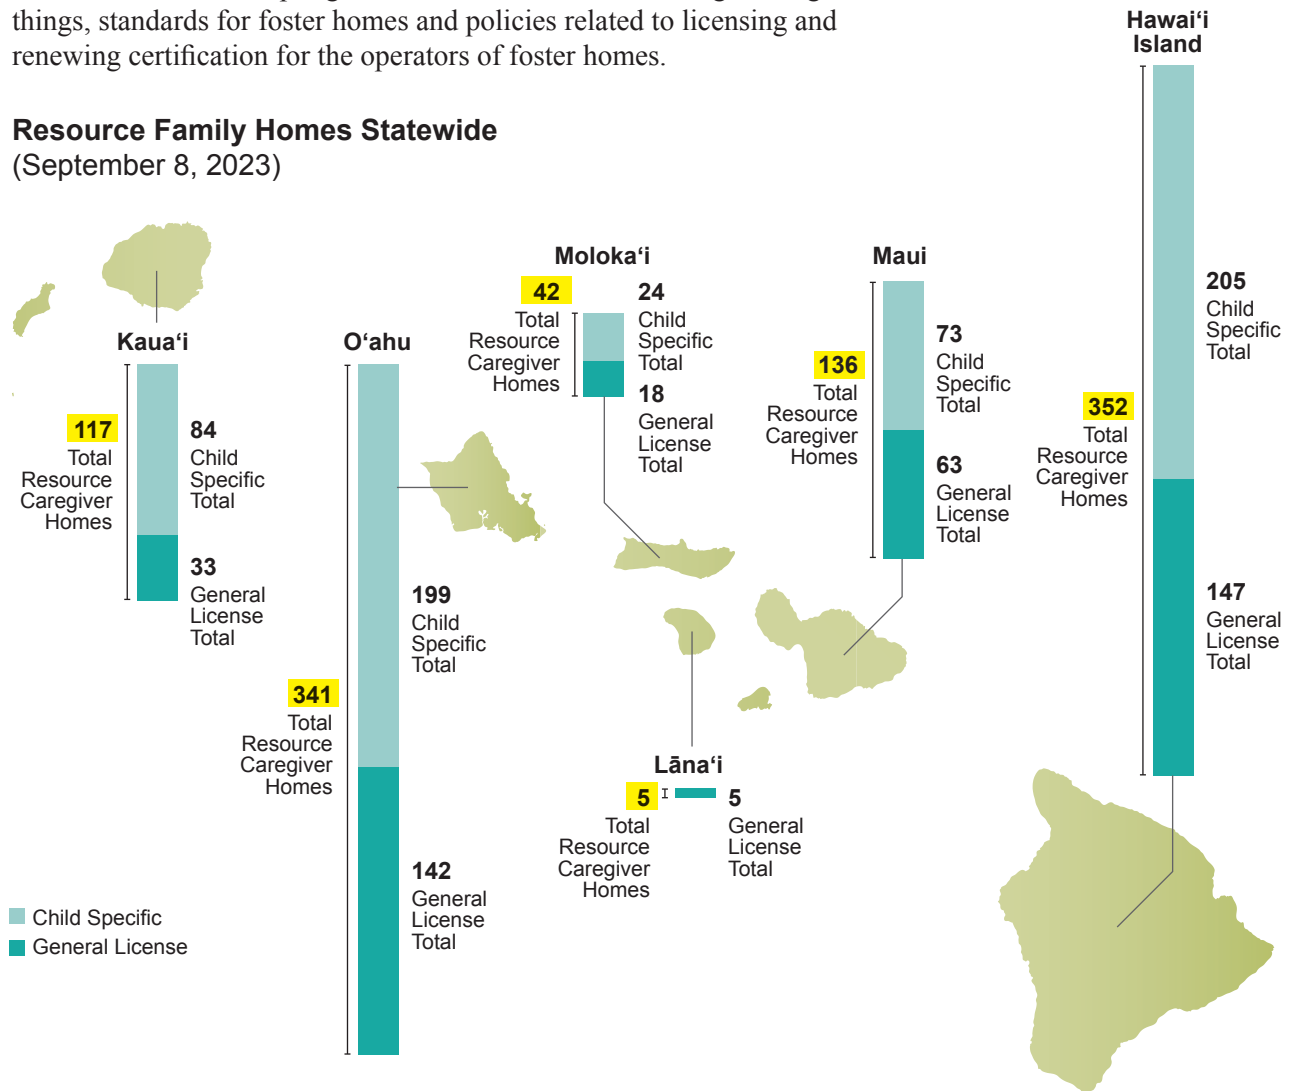 things, standards for foster homes and policies related to licensing and
renewing certification for the operators of foster homes.
Resource Family Homes Statewide
(September 8, 2023)
Kaua‘i
117
Total
Resource
Caregiver
Homes
84
Child
Specific
Total
33
General
License
Total
O‘ahu
341
Total
Resource
Caregiver
Homes
199
Child
Specific
Total
142
General
License
Total
Moloka‘i
42
Total
Resource
Caregiver
Homes
24
Child
Specific
Total
18
General
License
Total
Lāna‘i
5
Total
Resource
Caregiver
Homes
5
General
License
Total
Maui
136
Total
Resource
Caregiver
Homes
73
Child
Specific
Total
63
General
License
Total
Hawai‘i
Island
352
Total
Resource
Caregiver
Homes
205
Child
Specific
Total
147
General
License
Total
Child Specific
General License